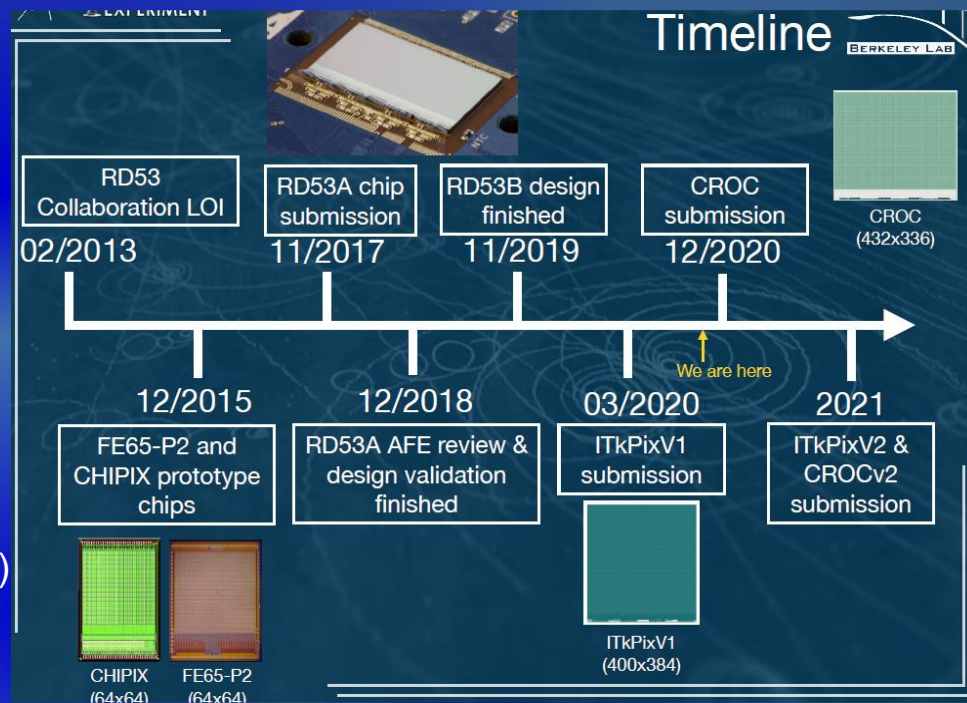 EXPERIMENT
Timeline
BERKELEY LAB
NTC
RD53
Collaboration LOI
02/2013
RD53A chip
submission
11/2017
RD53B design
finished
11/2019
CROC
submission
12/2020
CROC
(432x336)
We are here
12/2015
FE65-P2 and
CHIPIX prototype
chips
12/2018
RD53A AFE review &
design validation
finished
03/2020
ITkPixV1
submission
2021
ITkPixV2 &
CROCv2
submission
)
CHIPIX
(64x64)
FE65-P2
(64x64)
ITkPixV1
(400x384)